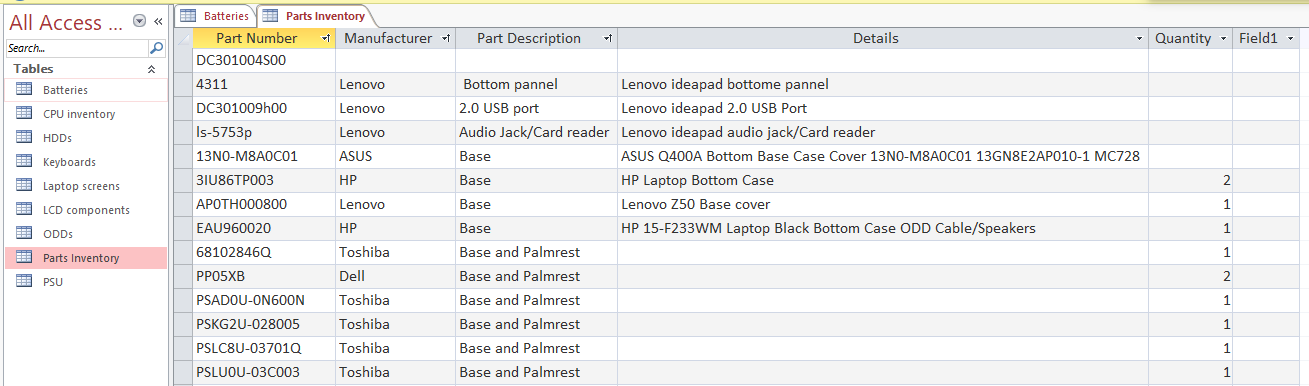 Batteries Parts Inventory
All Access ... «
Search...
Tables
Batteries
CPU inventory
HDDs
Keyboards
Laptop screens
LCD components
ODDs
Parts Inventory
PSU
Part Number Manufacturer Part Description Details Quantity Field1
DC301004S00
4311 Lenovo Bottom pannel Lenovo ideapad bottome pannel
DC301009h00 Lenovo 2.0 USB port Lenovo ideapad 2.0 USB Port
ls-5753p Lenovo Audio Jack/Card reader Lenovo ideapad audio jack/Card reader
13N0-M8A0C01 ASUS Base ASUS Q400A Bottom Base Case Cover 13N0-M8A0C01 13GN8E2AP010-1 MC728
3IU86TP003 HP Base HP Laptop Bottom Case 2
AP0TH000800 Lenovo Base Lenovo Z50 Base cover 1
EAU960020 HP Base HP 15-F233WM Laptop Black Bottom Case ODD Cable/Speakers 1
68102846Q Toshiba Base and Palmrest 1
PP05XB Dell Base and Palmrest 2
PSAD0U-0N600N Toshiba Base and Palmrest 1
PSKG2U-028005 Toshiba Base and Palmrest 1
PSLC8U-03701Q Toshiba Base and Palmrest 1
PSLU0U-03C003 Toshiba Base and Palmrest 1